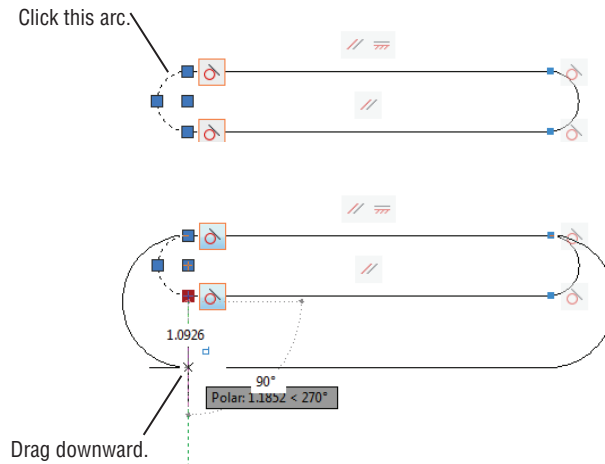 Click this arc.
1.0926
90°
Polar: 1.1852 < 270°
Drag downward.